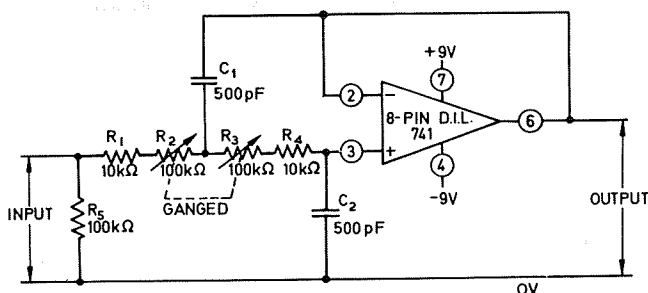 +9V
C1
500pF
2
7
8-PIN D.I.L.
741
6
R1
10kΩ
R2
100kΩ
R3
100kΩ
R4
10kΩ
3
4
-9V
GANGED
INPUT
R5
100kΩ
C2
500pF
OUTPUT
OV
-
+